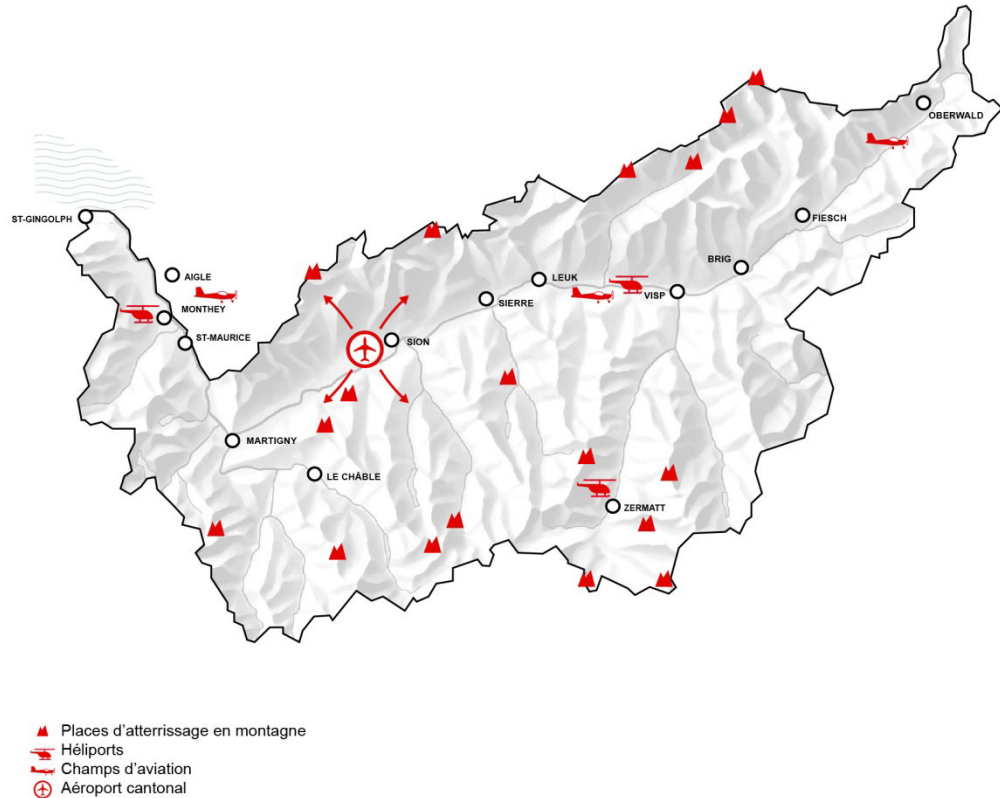 OBERWALD
ST-GINGOLPH
FIESCH
AIGLE
BRIG
LEUK
VISP
MONTHEY
SIERRE
ST-MAURICE
SION
MARTIGNY
LE CHÂBLE
ZERMATT
Places d'atterrissage en montagne
Héliports
Champs d'aviation
Aéroport cantonal